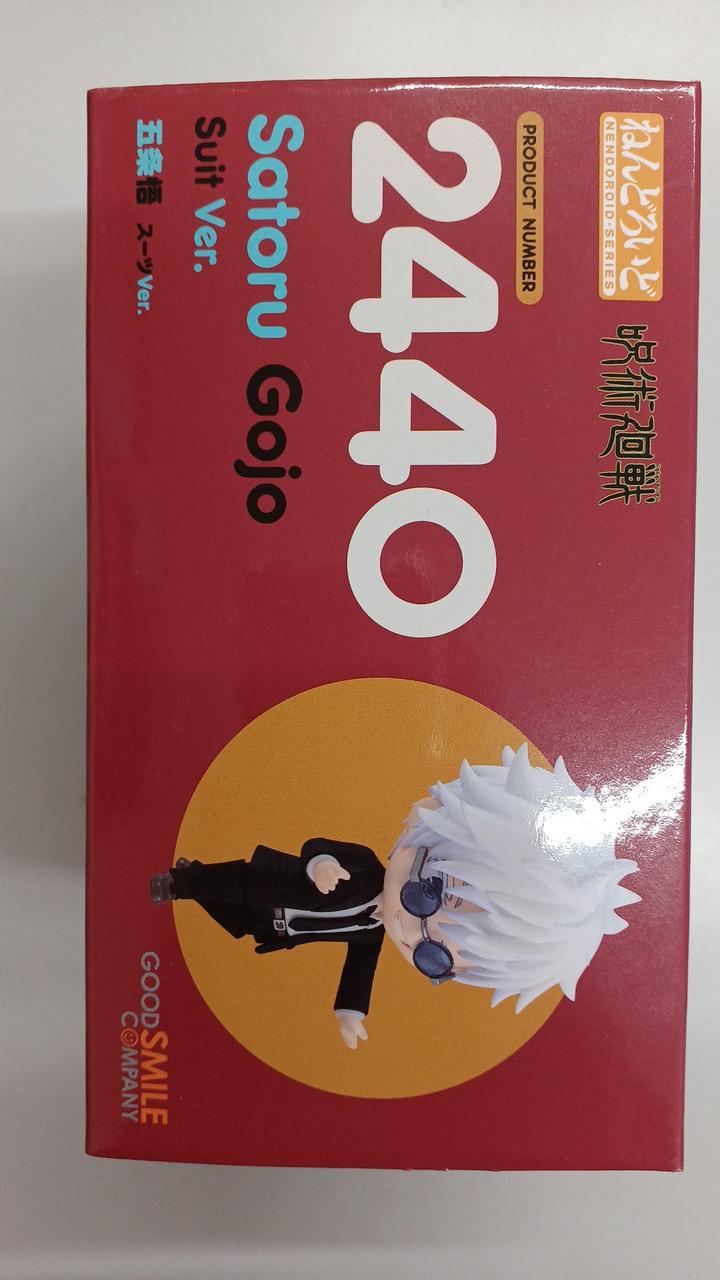 ねんどろいど
NENDOROID·SERIES
呪術廻戦
PRODUCT NUMBER
2440
Satoru Gojo
Suit Ver.
五条悟 スーツVer.
GOOD SMILE
COMPANY